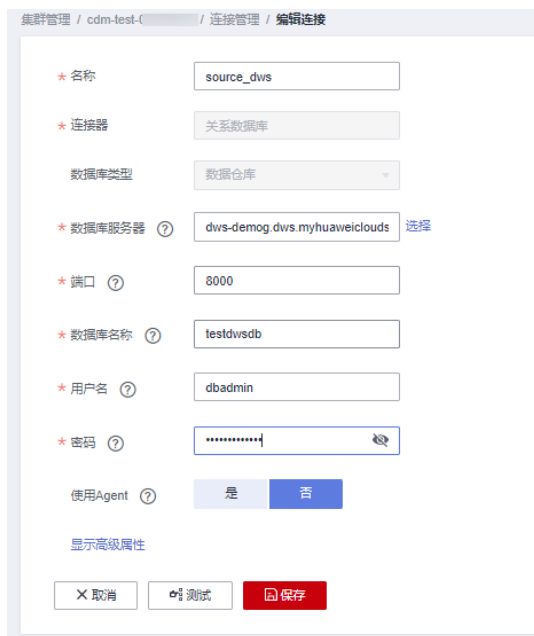 集群管理 / cdm-test- / 连接管理 / 编辑连接
* 名称 source_dws
* 连接器 关系数据库
数据库类型 数据仓库
* 数据库服务器 ? dws-demog.dws.myhuaweiclouds 选择
* 端口 ? 8000
* 数据库名称 ? testdwsdb
* 用户名 ? dbadmin
* 密码 ? •••••••••••••
使用Agent ? 是 否
显示高级属性
取消 测试 保存